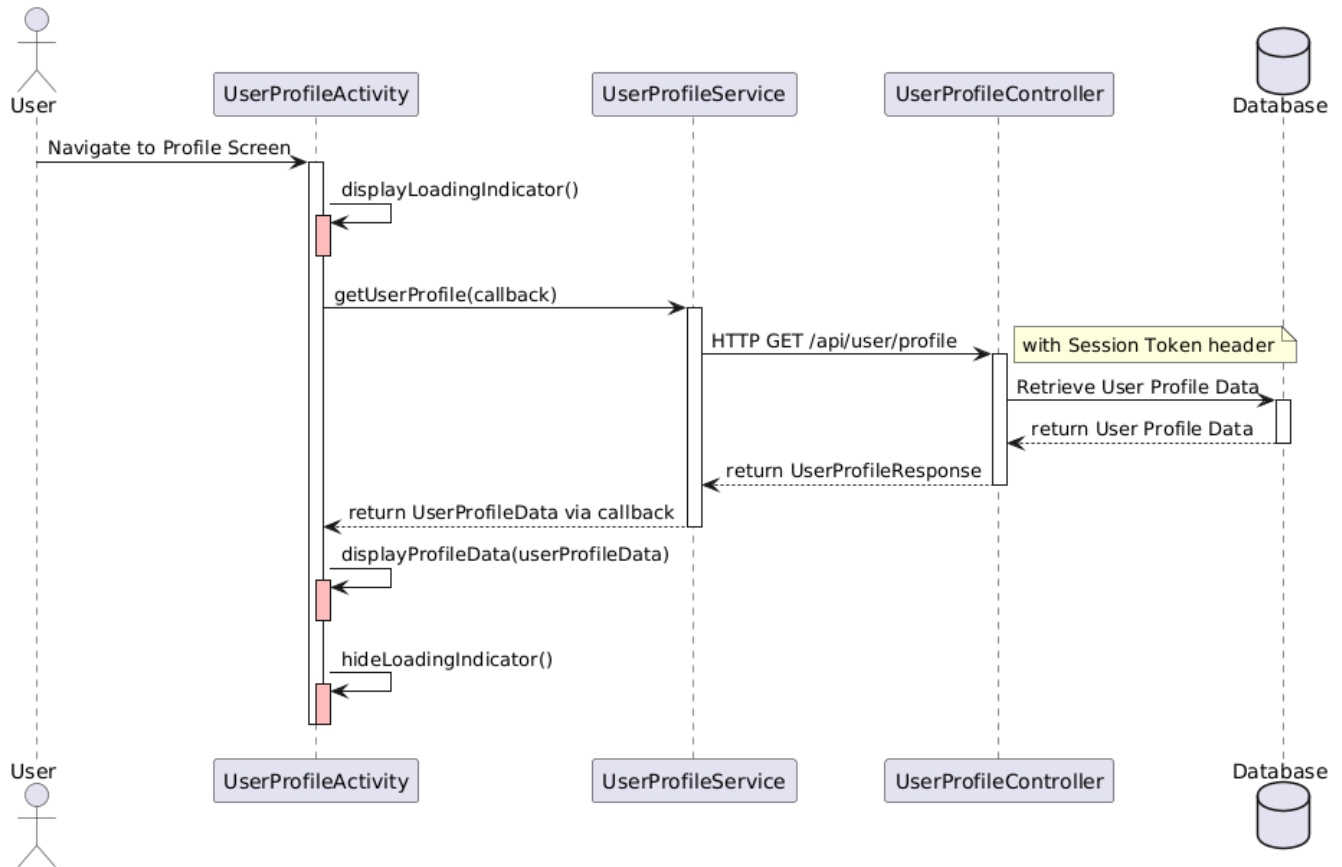 User
UserProfileActivity
UserProfileService
UserProfileController
Database
Navigate to Profile Screen
displayLoadingIndicator()
getUserProfile(callback)
HTTP GET /api/user/profile
with Session Token header
Retrieve User Profile Data
return User Profile Data
return UserProfileResponse
return UserProfileData via callback
displayProfileData(userProfileData)
hideLoadingIndicator()
User
UserProfileActivity
UserProfileService
UserProfileController
Database